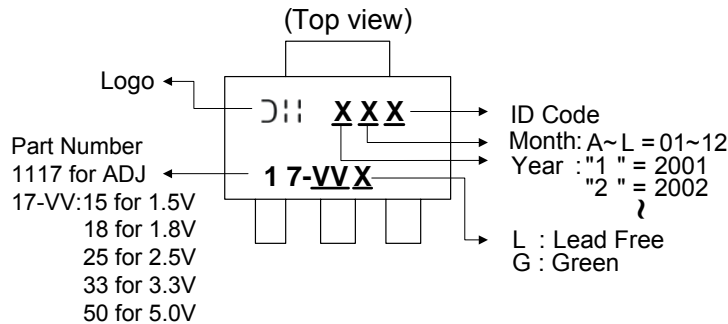 (Top view)
Logo
X X X
ID Code
Month: A~L = 01~12
Year : "1 " = 2001
"2 " = 2002
~
Part Number
1117 for ADJ
17-VV:15 for 1.5V
18 for 1.8V
25 for 2.5V
33 for 3.3V
50 for 5.0V
1 7-VV X
L : Lead Free
G : Green